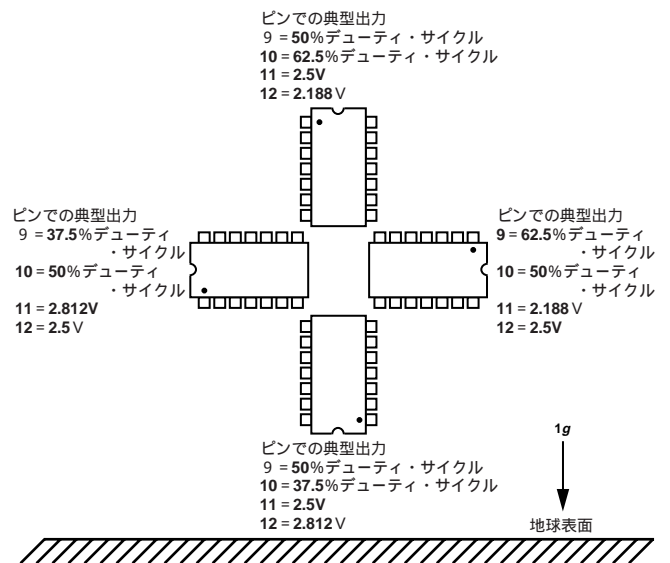 ピンでの典型出力
9 = 50%デューティ・サイクル
10 = 62.5%デューティ・サイクル
11 = 2.5V
12 = 2.188V
ピンでの典型出力
9 = 37.5%デューティ
・サイクル
10 = 50%デューティ
・サイクル
11 = 2.812V
12 = 2.5V
ピンでの典型出力
9 = 62.5%デューティ
・サイクル
10 = 50%デューティ
・サイクル
11 = 2.188V
12 = 2.5V
ピンでの典型出力
9 = 50%デューティ・サイクル
10 = 37.5%デューティ・サイクル
11 = 2.5V
12 = 2.812V
1g
地球表面